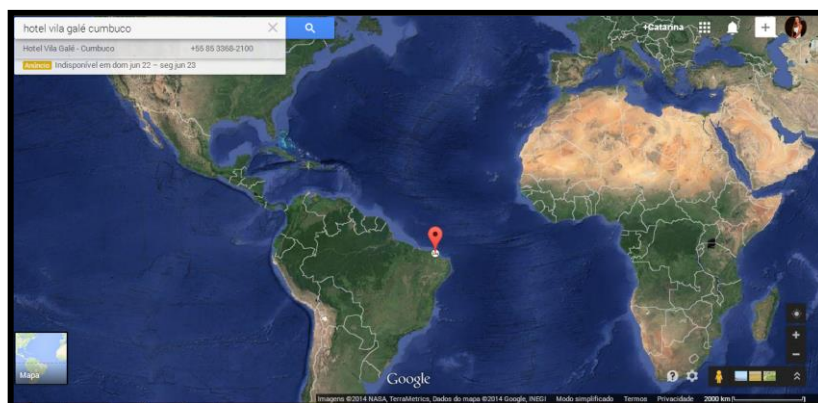 hotel vila galé cumbuco
+Catarina
Hotel Vila Galé - Cumbuco +55 85 3368-2100
Anúncio Indisponível em dom jun 22 – seg jun 23
Mapa
Google
Imagens ©2014 NASA, TerraMetrics, Dados do mapa ©2014 Google, INEGI Modo simplificado Termos Privacidade 2000 km